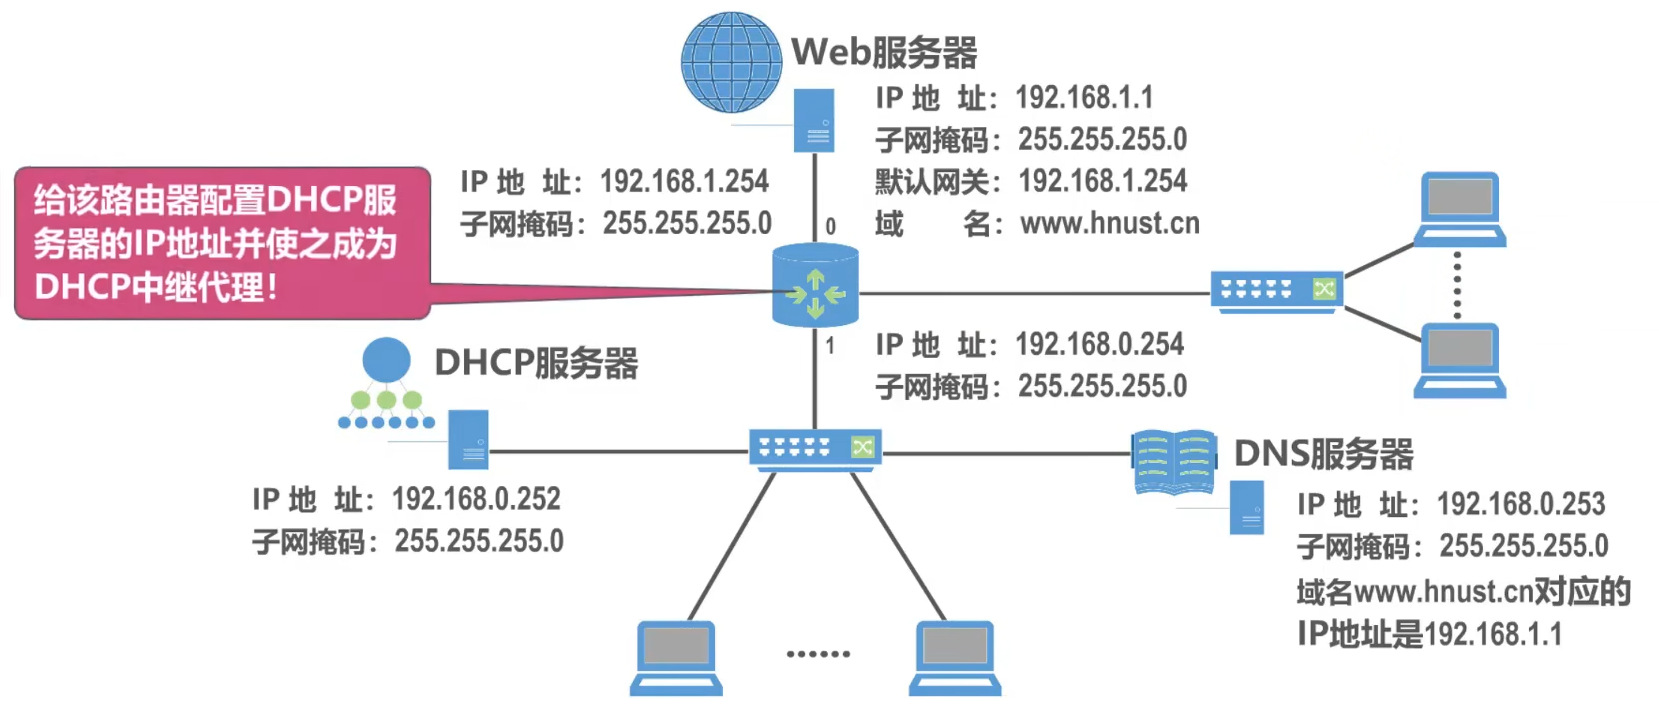 Web服务器
IP 地 址：192.168.1.1
子网掩码：255.255.255.0
默认网关：192.168.1.254
域 名：www.hnust.cn
IP 地 址：192.168.1.254
子网掩码：255.255.255.0
0
给该路由器配置DHCP服
务器的IP地址并使之成为
DHCP中继代理！
1
IP 地 址：192.168.0.254
子网掩码：255.255.255.0
DHCP服务器
IP 地 址：192.168.0.252
子网掩码：255.255.255.0
DNS服务器
IP 地 址：192.168.0.253
子网掩码：255.255.255.0
域名www.hnust.cn对应的
IP地址是192.168.1.1